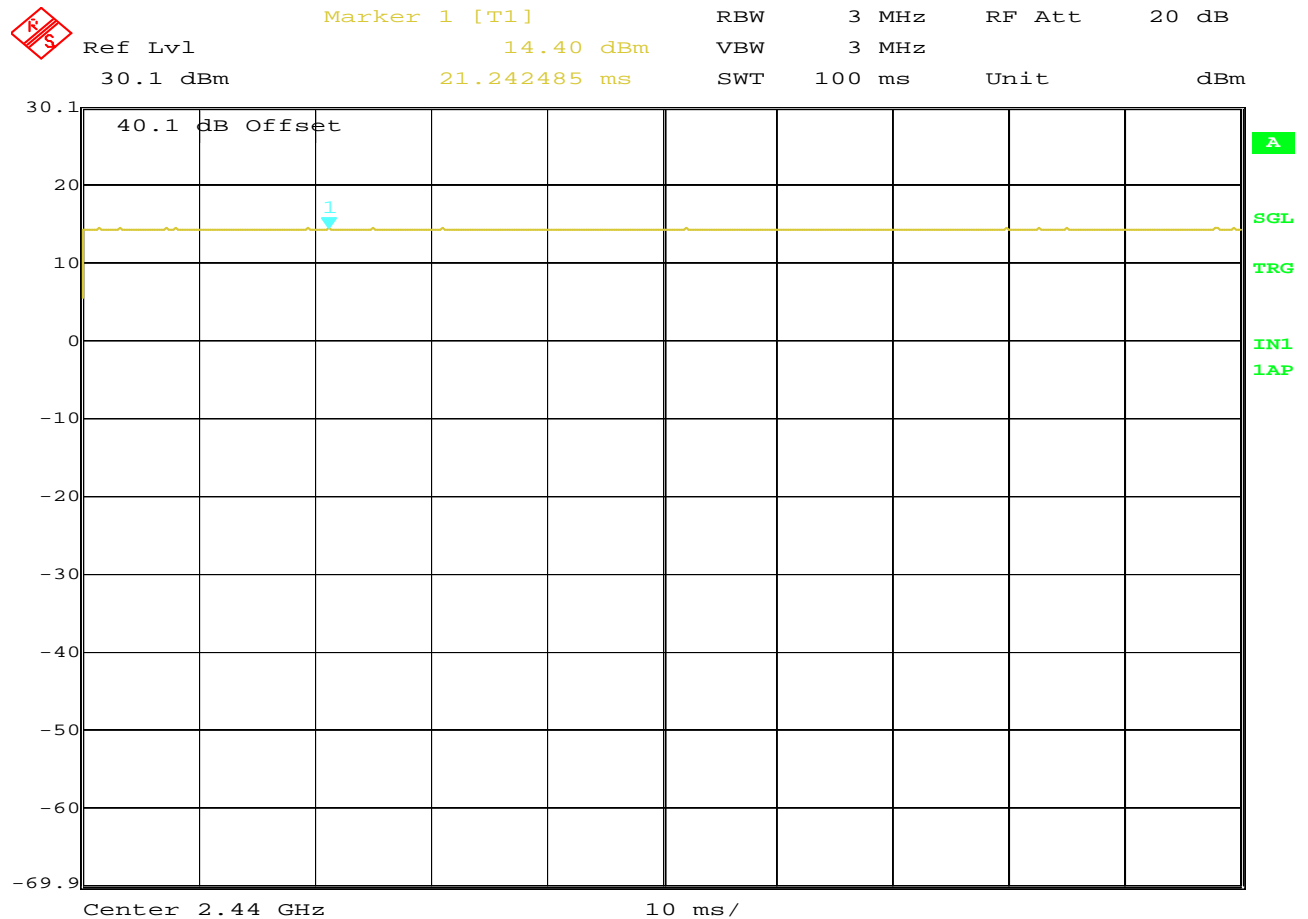 R
S
Marker 1 [T1] RBW 3 MHz RF Att 20 dB
Ref Lvl 14.40 dBm VBW 3 MHz
30.1 dBm 21.242485 ms SWT 100 ms Unit dBm
30.1
40.1 dB Offset
A
20
1
SGL
10
TRG
0
IN1
1AP
-10
-20
-30
-40
-50
-60
-69.9
Center 2.44 GHz 10 ms/